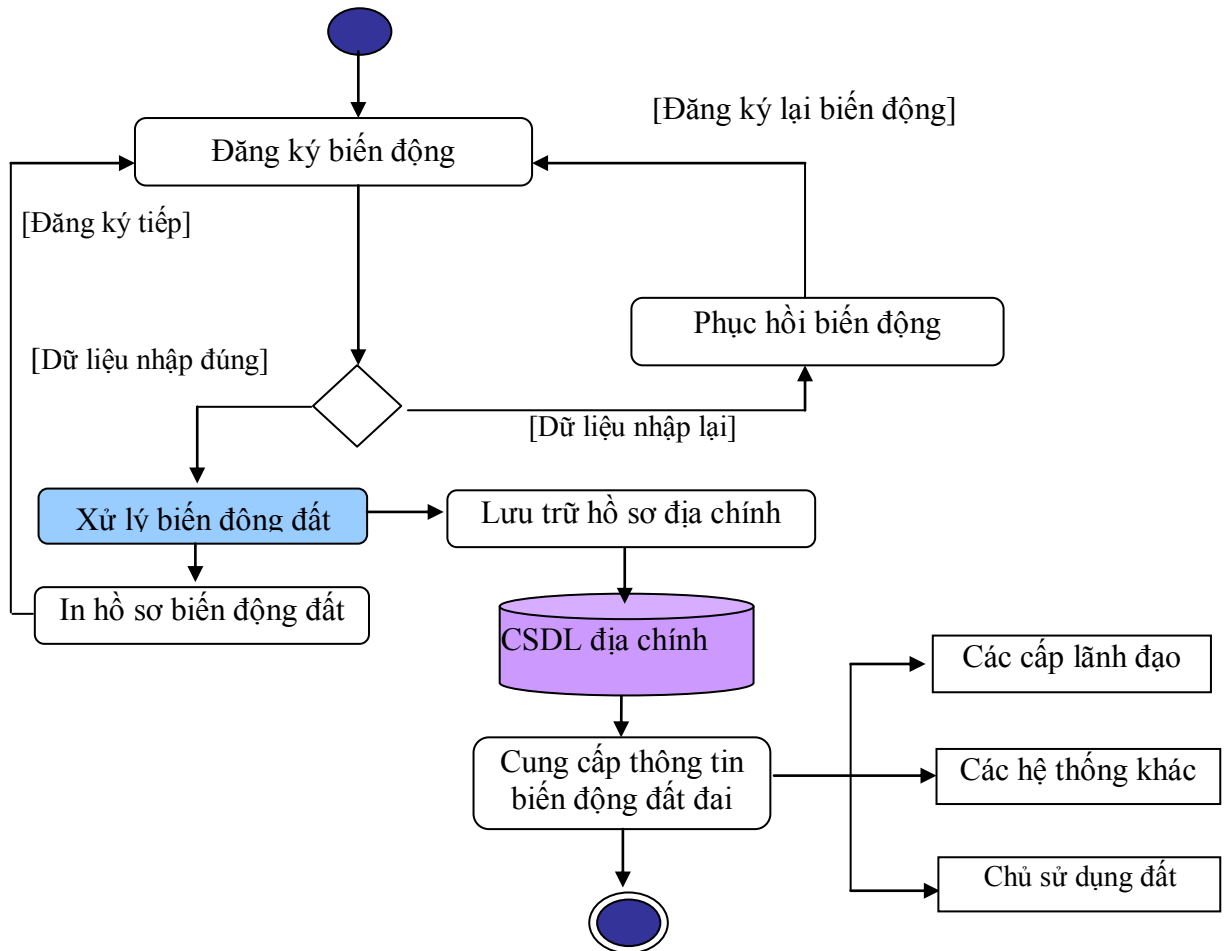 [Đăng ký lại biến động]
Đăng ký biến động
[Đăng ký tiếp]
Phục hồi biến động
[Dữ liệu nhập đúng]
[Dữ liệu nhập lại]
Xử lý biến động đất
Lưu trữ hồ sơ địa chính
In hồ sơ biến động đất
CSDL địa chính
Các cấp lãnh đạo
Cung cấp thông tin
biến động đất đai
Các hệ thống khác
Chủ sử dụng đất